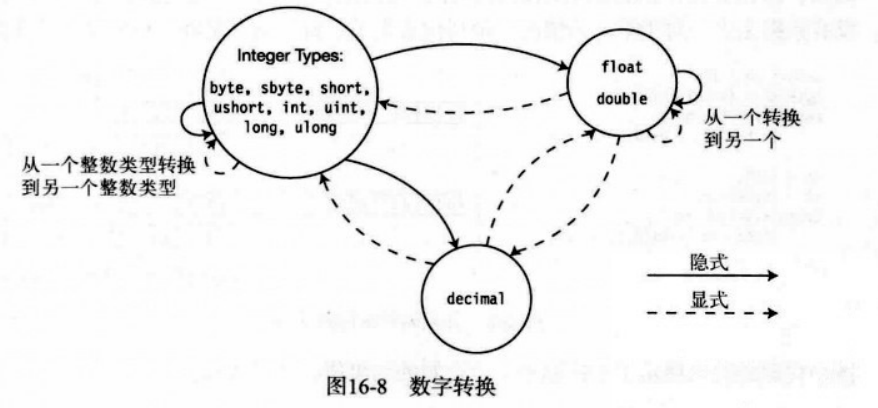 Integer Types:
byte, sbyte, short,
ushort, int, uint,
long, ulong
float
double
从一个转换
到另一个
从一个整数类型转换
到另一个整数类型
decimal
隐式
显式
图16-8 数字转换